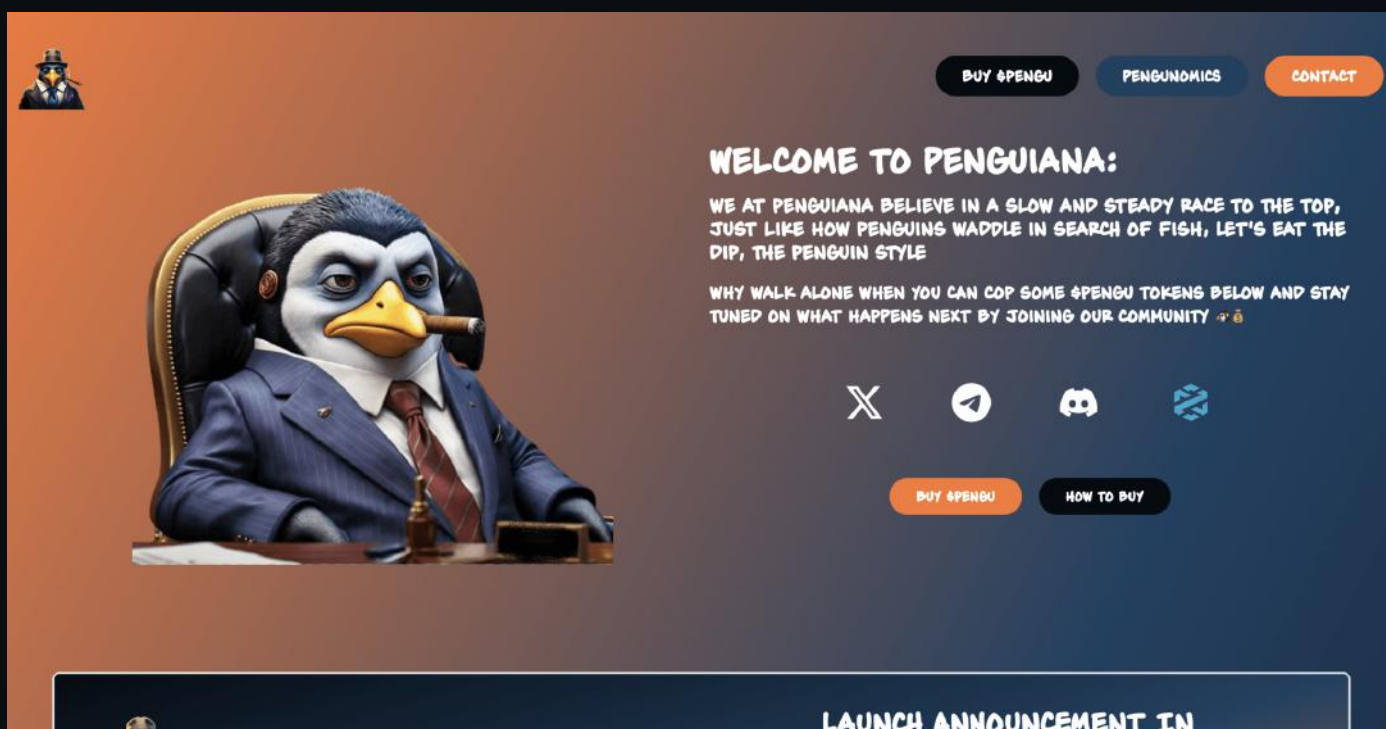 BUY $PENGU
PENGUNOMICS
CONTACT
WELCOME TO PENGUIANA:
WE AT PENGUIANA BELIEVE IN A SLOW AND STEADY RACE TO THE TOP,
JUST LIKE HOW PENGUINS WADDLE IN SEARCH OF FISH, LET'S EAT THE
DIP, THE PENGUIN STYLE
WHY WALK ALONE WHEN YOU CAN COP SOME $PENGU TOKENS BELOW AND STAY
TUNED ON WHAT HAPPENS NEXT BY JOINING OUR COMMUNITY
BUY $PENGU
HOW TO BUY
LAUNCH ANNOUNCEMENT IN